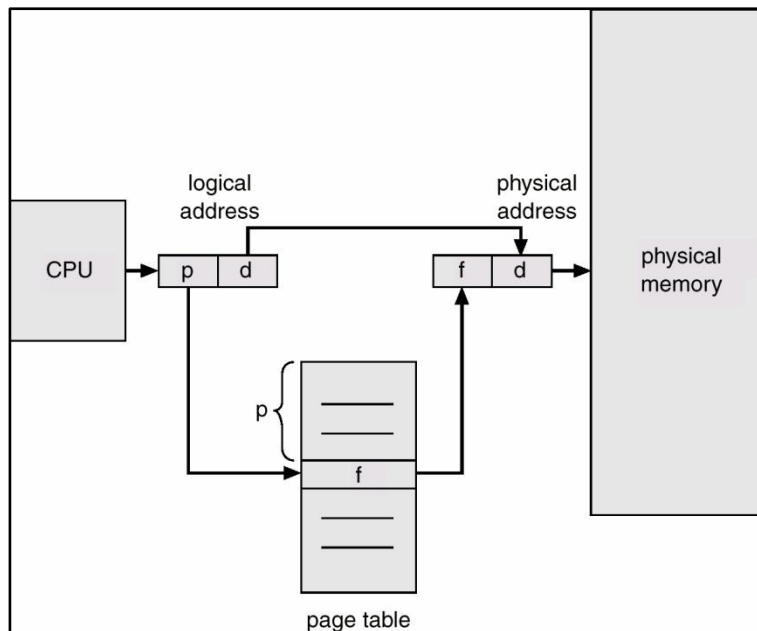 logical
address
physical
address
CPU
p
d
f
d
physical
memory
p
f
page table